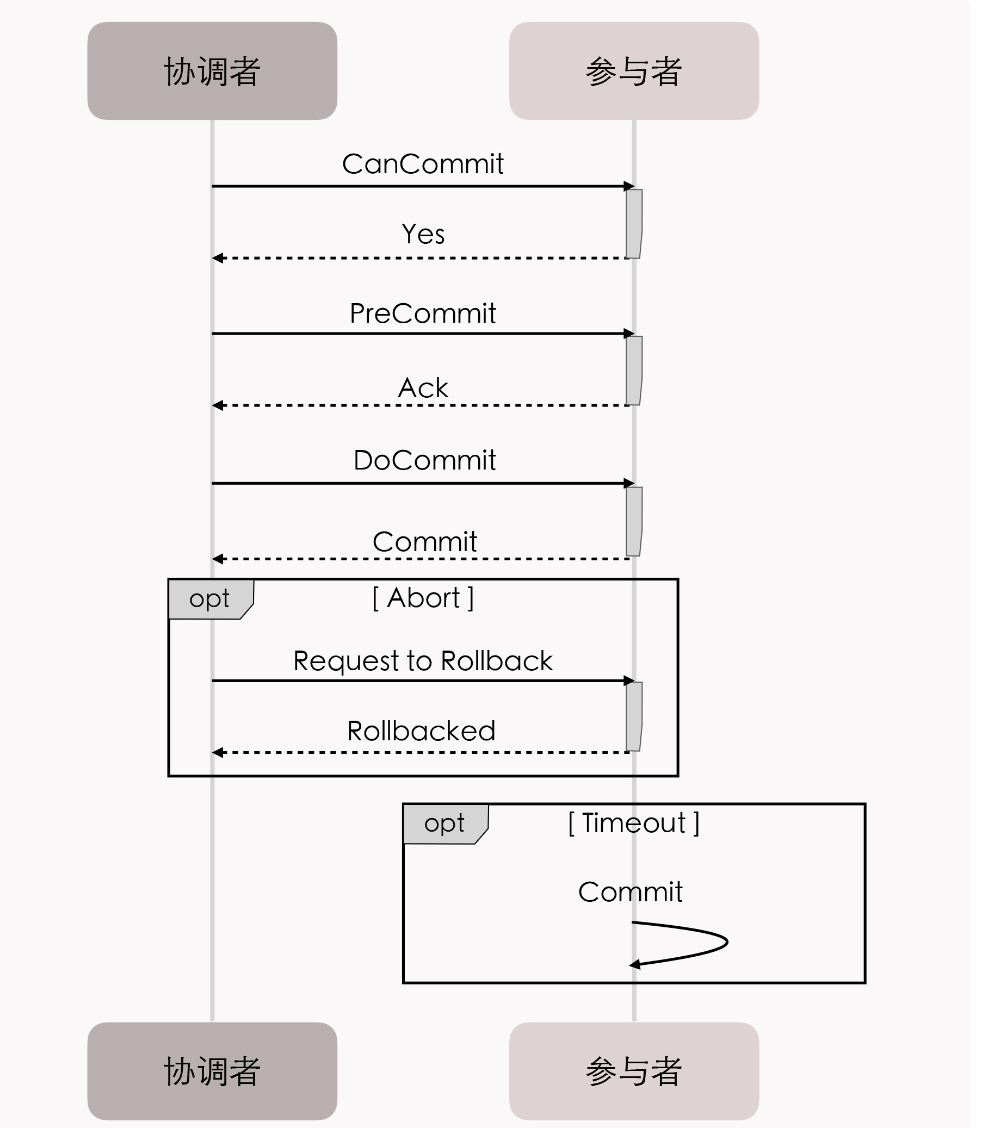 协调者
参与者
CanCommit
Yes
PreCommit
Ack
DoCommit
Commit
opt
[ Abort ]
Request to Rollback
Rollbacked
opt
[ Timeout ]
Commit
协调者
参与者